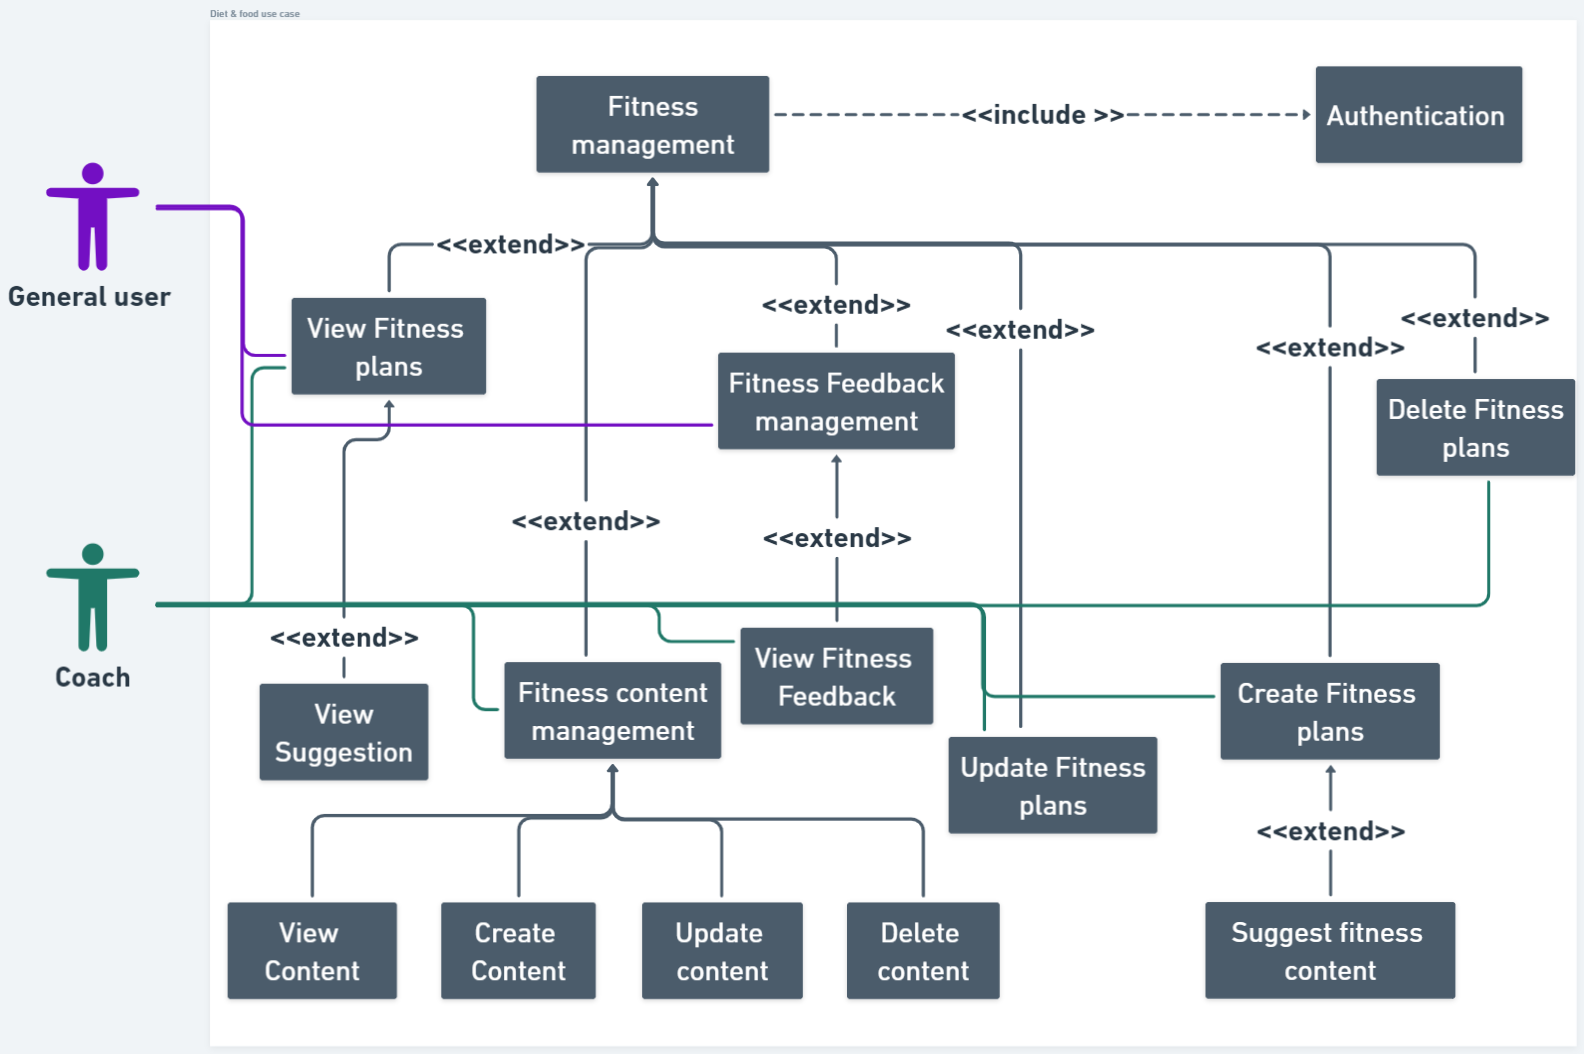 Diet & food use case
Fitness
management
<<include >>
Authentication
General user
<<extend>>
View Fitness
plans
<<extend>>
<<extend>>
<<extend>>
<<extend>>
Fitness Feedback
management
Delete Fitness
plans
<<extend>>
<<extend>>
Coach
<<extend>>
View
Suggestion
Fitness content
management
View Fitness
Feedback
Update Fitness
plans
Create Fitness
plans
<<extend>>
View
Content
Create
Content
Update
content
Delete
content
Suggest fitness
content